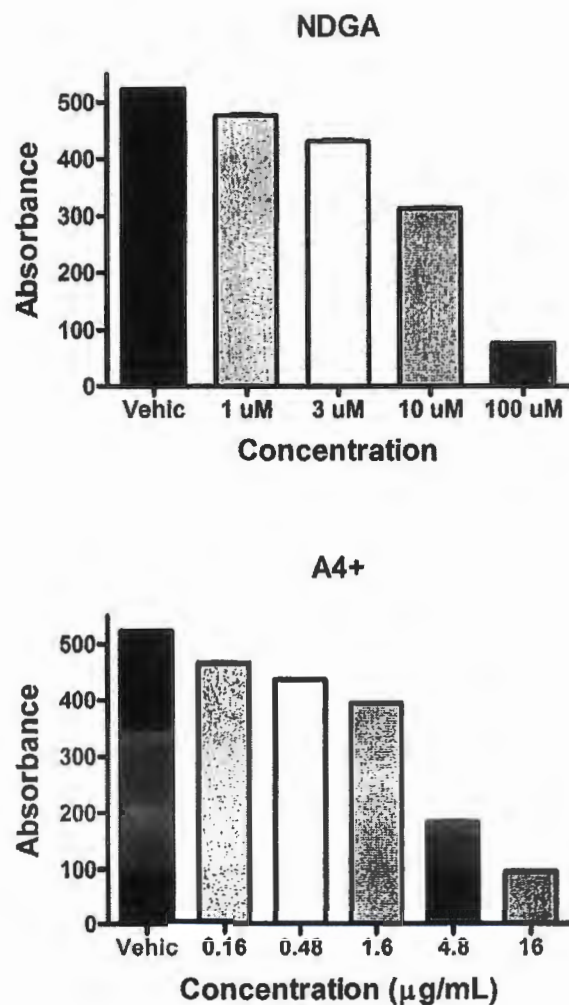 NDGA
Absorbance
500
400
300
200
100
0
Vehic 1 uM 3 uM 10 uM 100 uM
Concentration
A4+
Absorbance
500
400
300
200
100
0
Vehic 0.16 0.48 1.6 4.8 16
Concentration (μg/mL)